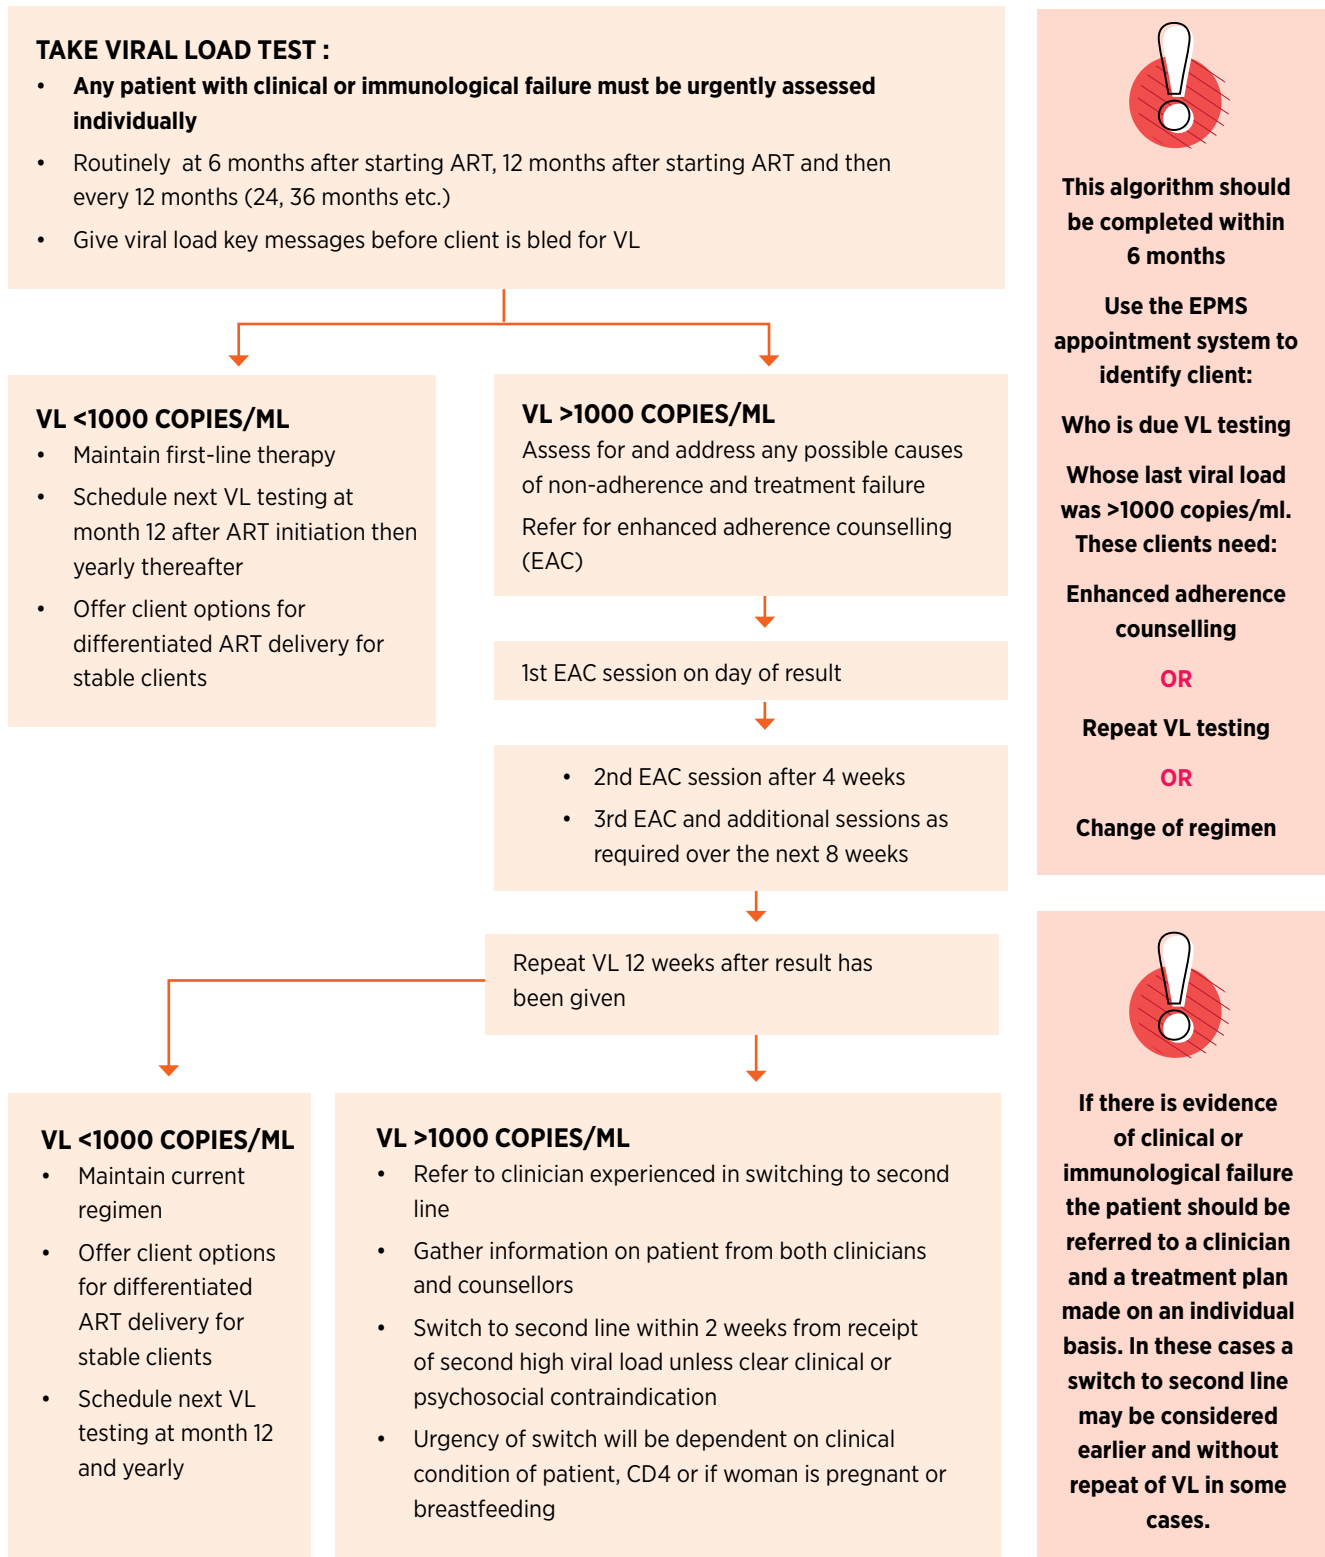 TAKE VIRAL LOAD TEST :
• Any patient with clinical or immunological failure must be urgently assessed
individually
• Routinely at 6 months after starting ART, 12 months after starting ART and then
every 12 months (24, 36 months etc.)
• Give viral load key messages before client is bled for VL
VL <1000 COPIES/ML
• Maintain first-line therapy
• Schedule next VL testing at
month 12 after ART initiation then
yearly thereafter
• Offer client options for
differentiated ART delivery for
stable clients
VL >1000 COPIES/ML
Assess for and address any possible causes
of non-adherence and treatment failure
Refer for enhanced adherence counselling
(EAC)
1st EAC session on day of result
• 2nd EAC session after 4 weeks
• 3rd EAC and additional sessions as
required over the next 8 weeks
Repeat VL 12 weeks after result has
been given
VL <1000 COPIES/ML
• Maintain current
regimen
• Offer client options
for differentiated
ART delivery for
stable clients
• Schedule next VL
testing at month 12
and yearly
VL >1000 COPIES/ML
• Refer to clinician experienced in switching to second
line
• Gather information on patient from both clinicians
and counsellors
• Switch to second line within 2 weeks from receipt
of second high viral load unless clear clinical or
psychosocial contraindication
• Urgency of switch will be dependent on clinical
condition of patient, CD4 or if woman is pregnant or
breastfeeding
This algorithm should
be completed within
6 months
Use the EPMS
appointment system to
identify client:
Who is due VL testing
Whose last viral load
was >1000 copies/ml.
These clients need:
Enhanced adherence
counselling
OR
Repeat VL testing
OR
Change of regimen
If there is evidence
of clinical or
immunological failure
the patient should be
referred to a clinician
and a treatment plan
made on an individual
basis. In these cases a
switch to second line
may be considered
earlier and without
repeat of VL in some
cases.